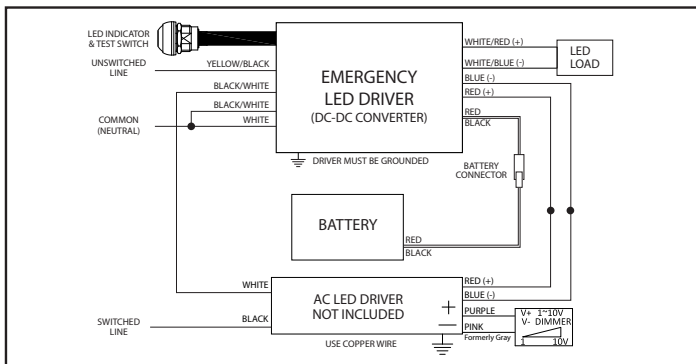 LED INDICATOR
& TEST SWITCH
UNSWITCHED
LINE
YELLOW/BLACK
BLACK/WHITE
BLACK/WHITE
WHITE
COMMON
(NEUTRAL)
EMERGENCY
LED DRIVER
(DC-DC CONVERTER)
DRIVER MUST BE GROUNDED
WHITE/RED (+)
WHITE/BLUE (-)
BLUE (-)
RED (+)
RED
BLACK
LED
LOAD
BATTERY
CONNECTOR
BATTERY
RED
BLACK
WHITE
BLACK
SWITCHED
LINE
AC LED DRIVER
NOT INCLUDED
+
—
USE COPPER WIRE
RED (+)
BLUE (-)
PURPLE
PINK
Formerly Gray
V+ 1~10V
V- DIMMER
1 10V